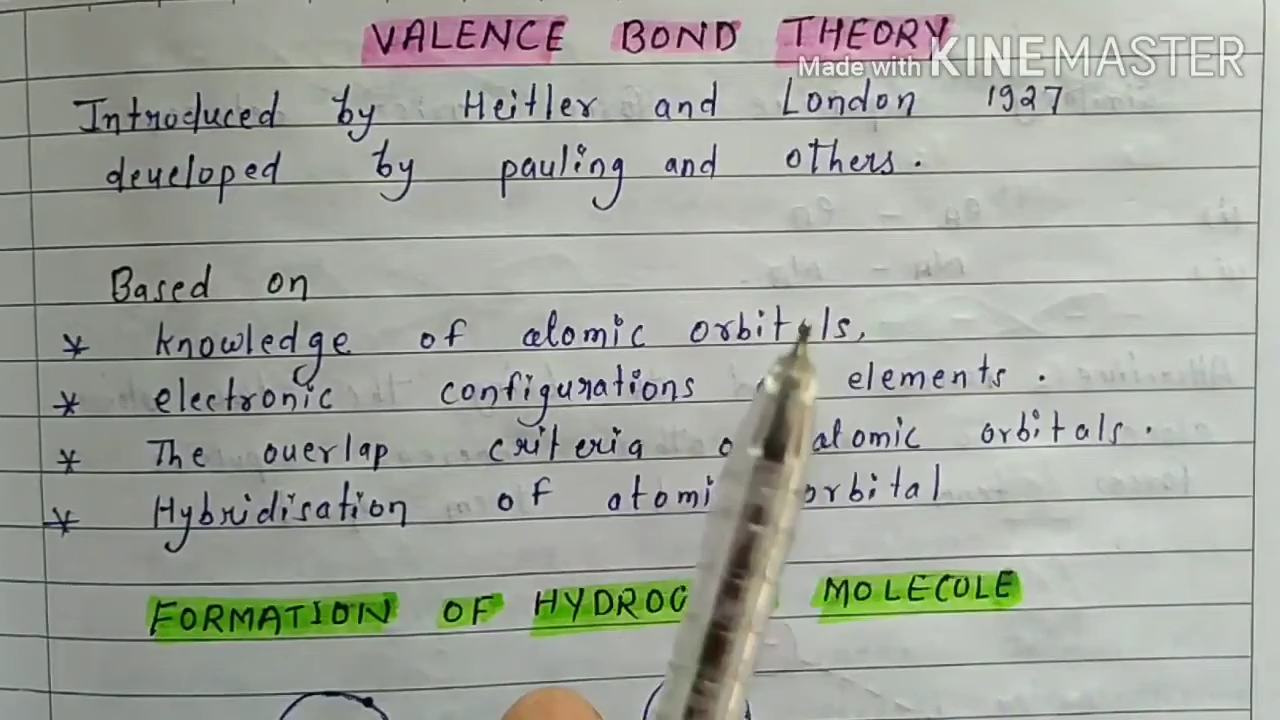 VALENCE BOND THEORY
Made with KINEMASTER
Introduced by Heitler and London 1927
developed by pauling and others.
Based on
* knowledge of atomic orbitals,
* electronic configurations elements.
* The overlap criteria atomic orbitals.
* Hybridisation of orbital
FORMATION OF MOLECULE